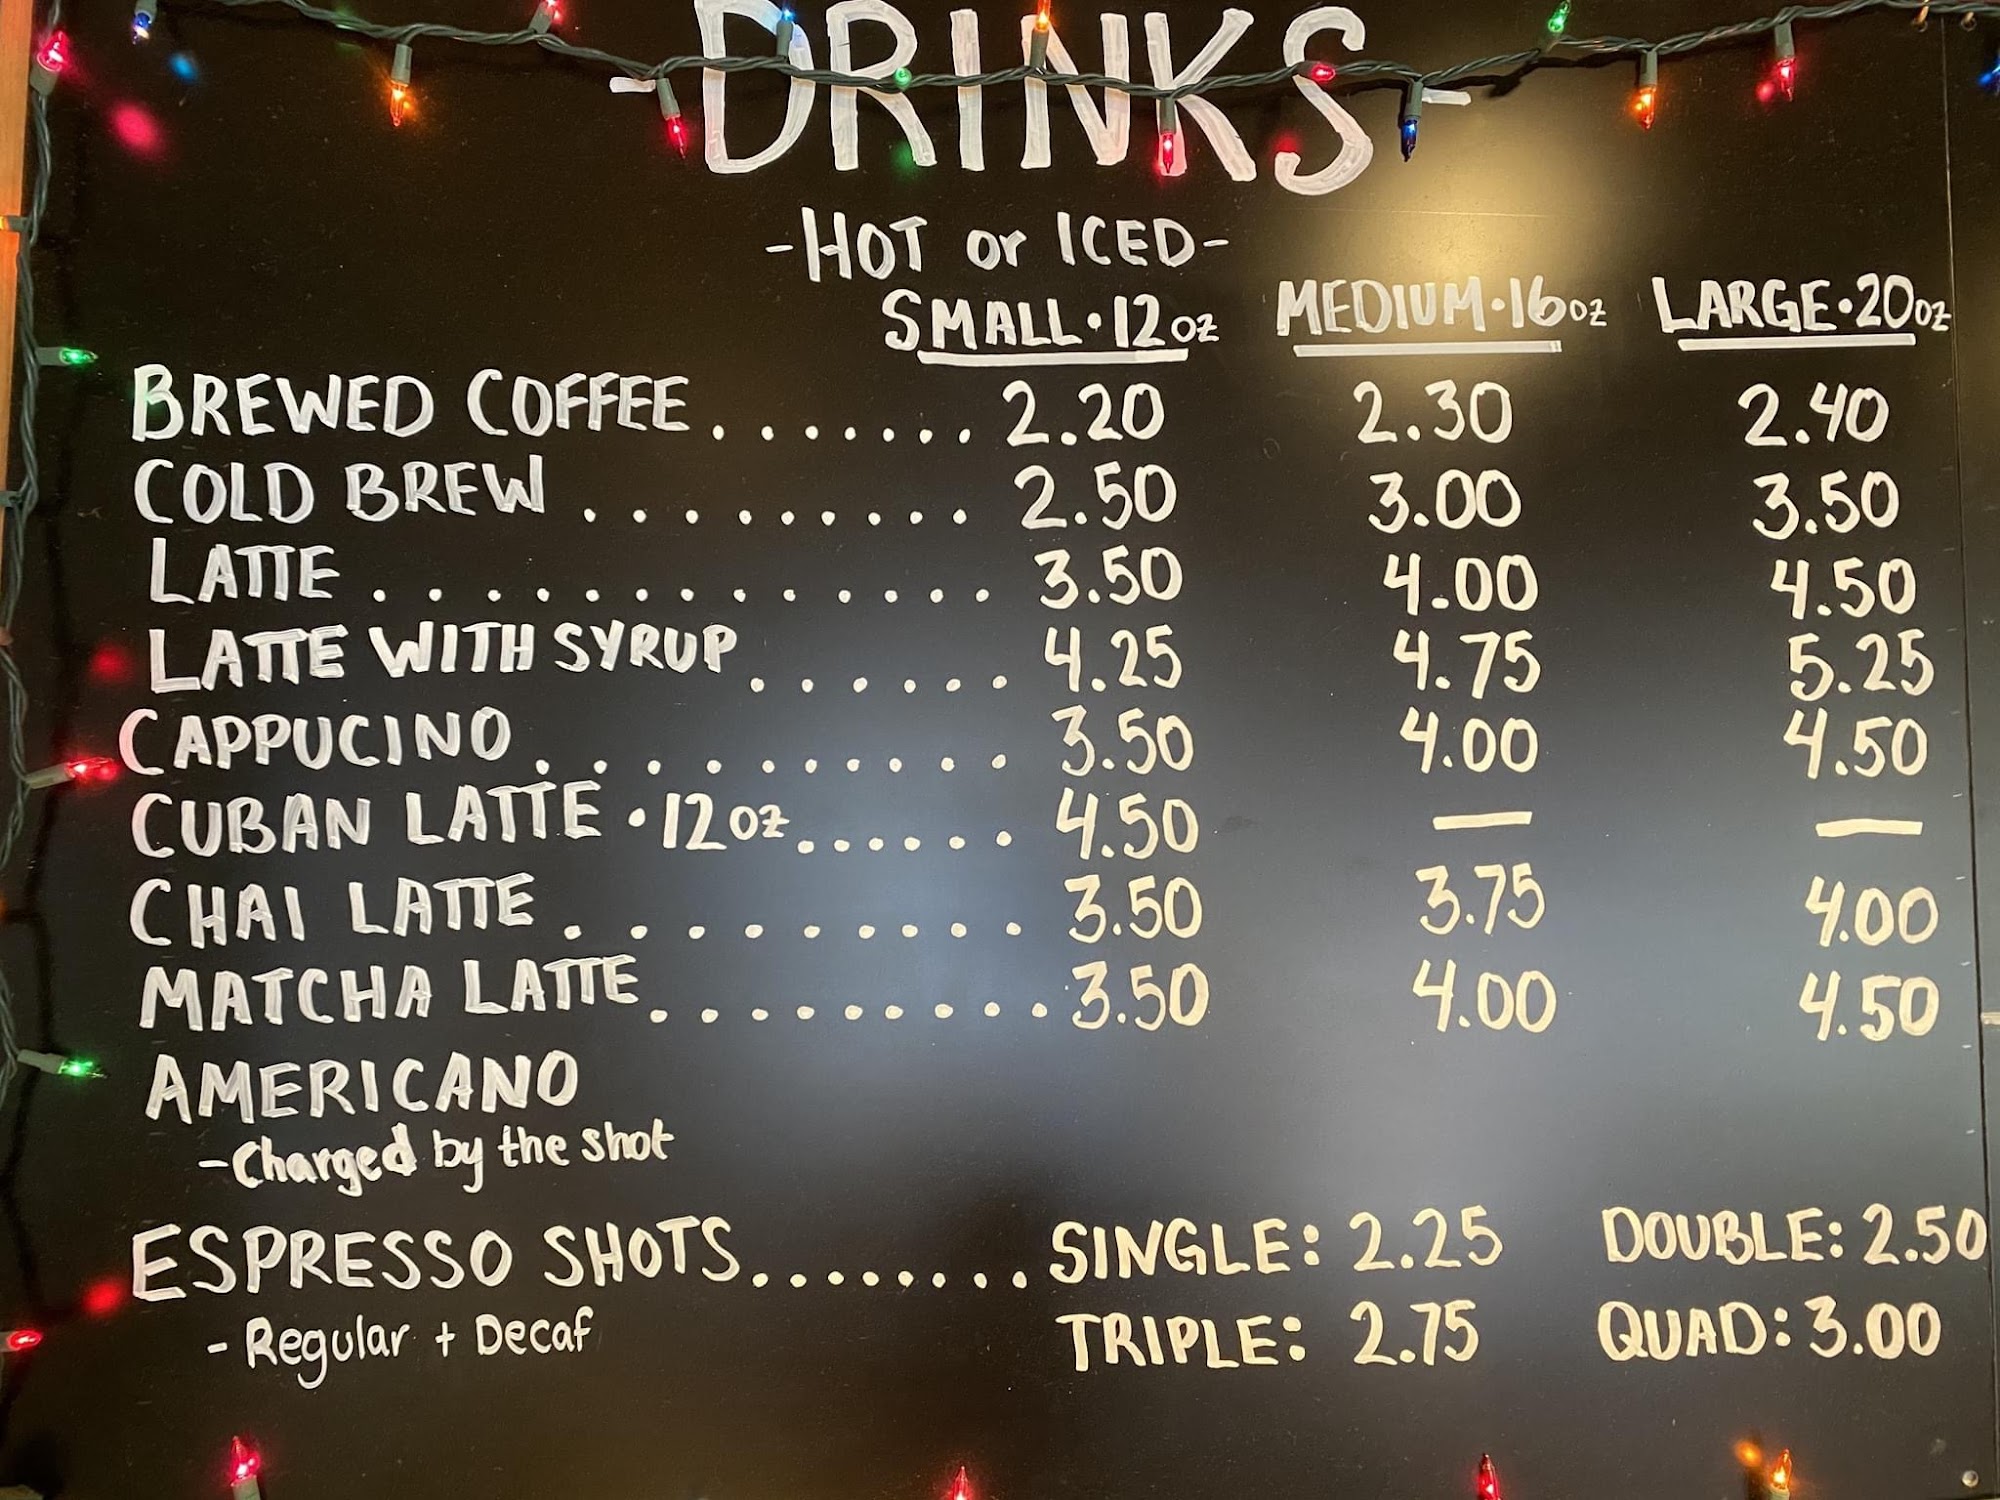 -DRINKS-
-HOT or ICED-
SMALL•12oz MEDIUM•16oz LARGE•20oz
BREWED COFFEE ....... 2.20 2.30 2.40
COLD BREW ........ 2.50 3.00 3.50
LATTE ............ 3.50 4.00 4.50
LATTE WITH SYRUP ...... 4.25 4.75 5.25
CAPPUCINO ......... 3.50 4.00 4.50
CUBAN LATTE •12oz ...... 4.50 — —
CHAI LATTE ......... 3.50 3.75 4.00
MATCHA LATTE ......... 3.50 4.00 4.50
AMERICANO
-Charged by the shot
ESPRESSO SHOTS ........ SINGLE: 2.25 DOUBLE: 2.50
- Regular + Decaf TRIPLE: 2.75 QUAD: 3.00